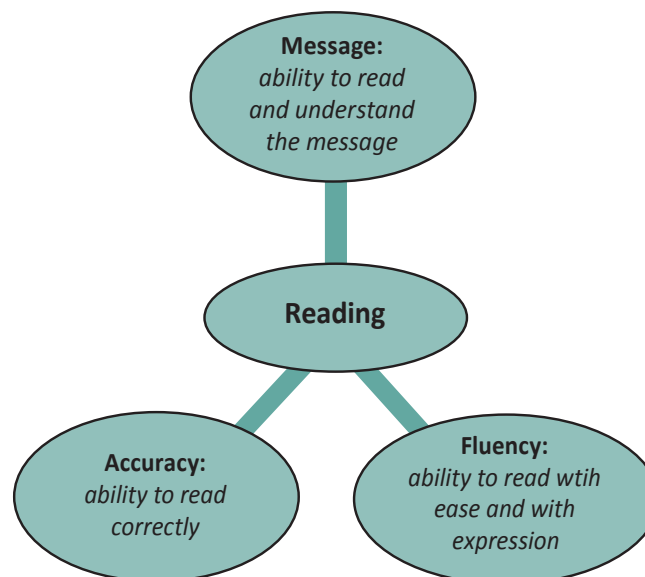 Message:
ability to read
and understand
the message
Reading
Accuracy:
ability to read
correctly
Fluency:
ability to read wtih
ease and with
expression